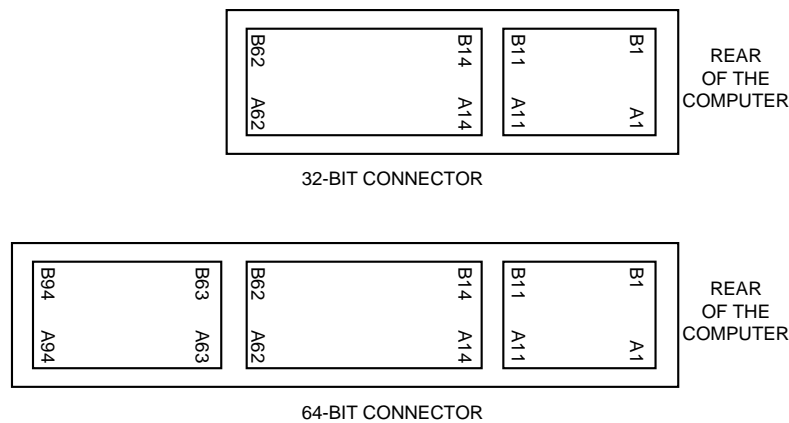 B62 B14 B11 B1
A62 A14 A11 A1
REAR
OF THE
COMPUTER
32-BIT CONNECTOR
B94 B63 B62 B14 B11 B1
A94 A63 A62 A14 A11 A1
REAR
OF THE
COMPUTER
64-BIT CONNECTOR